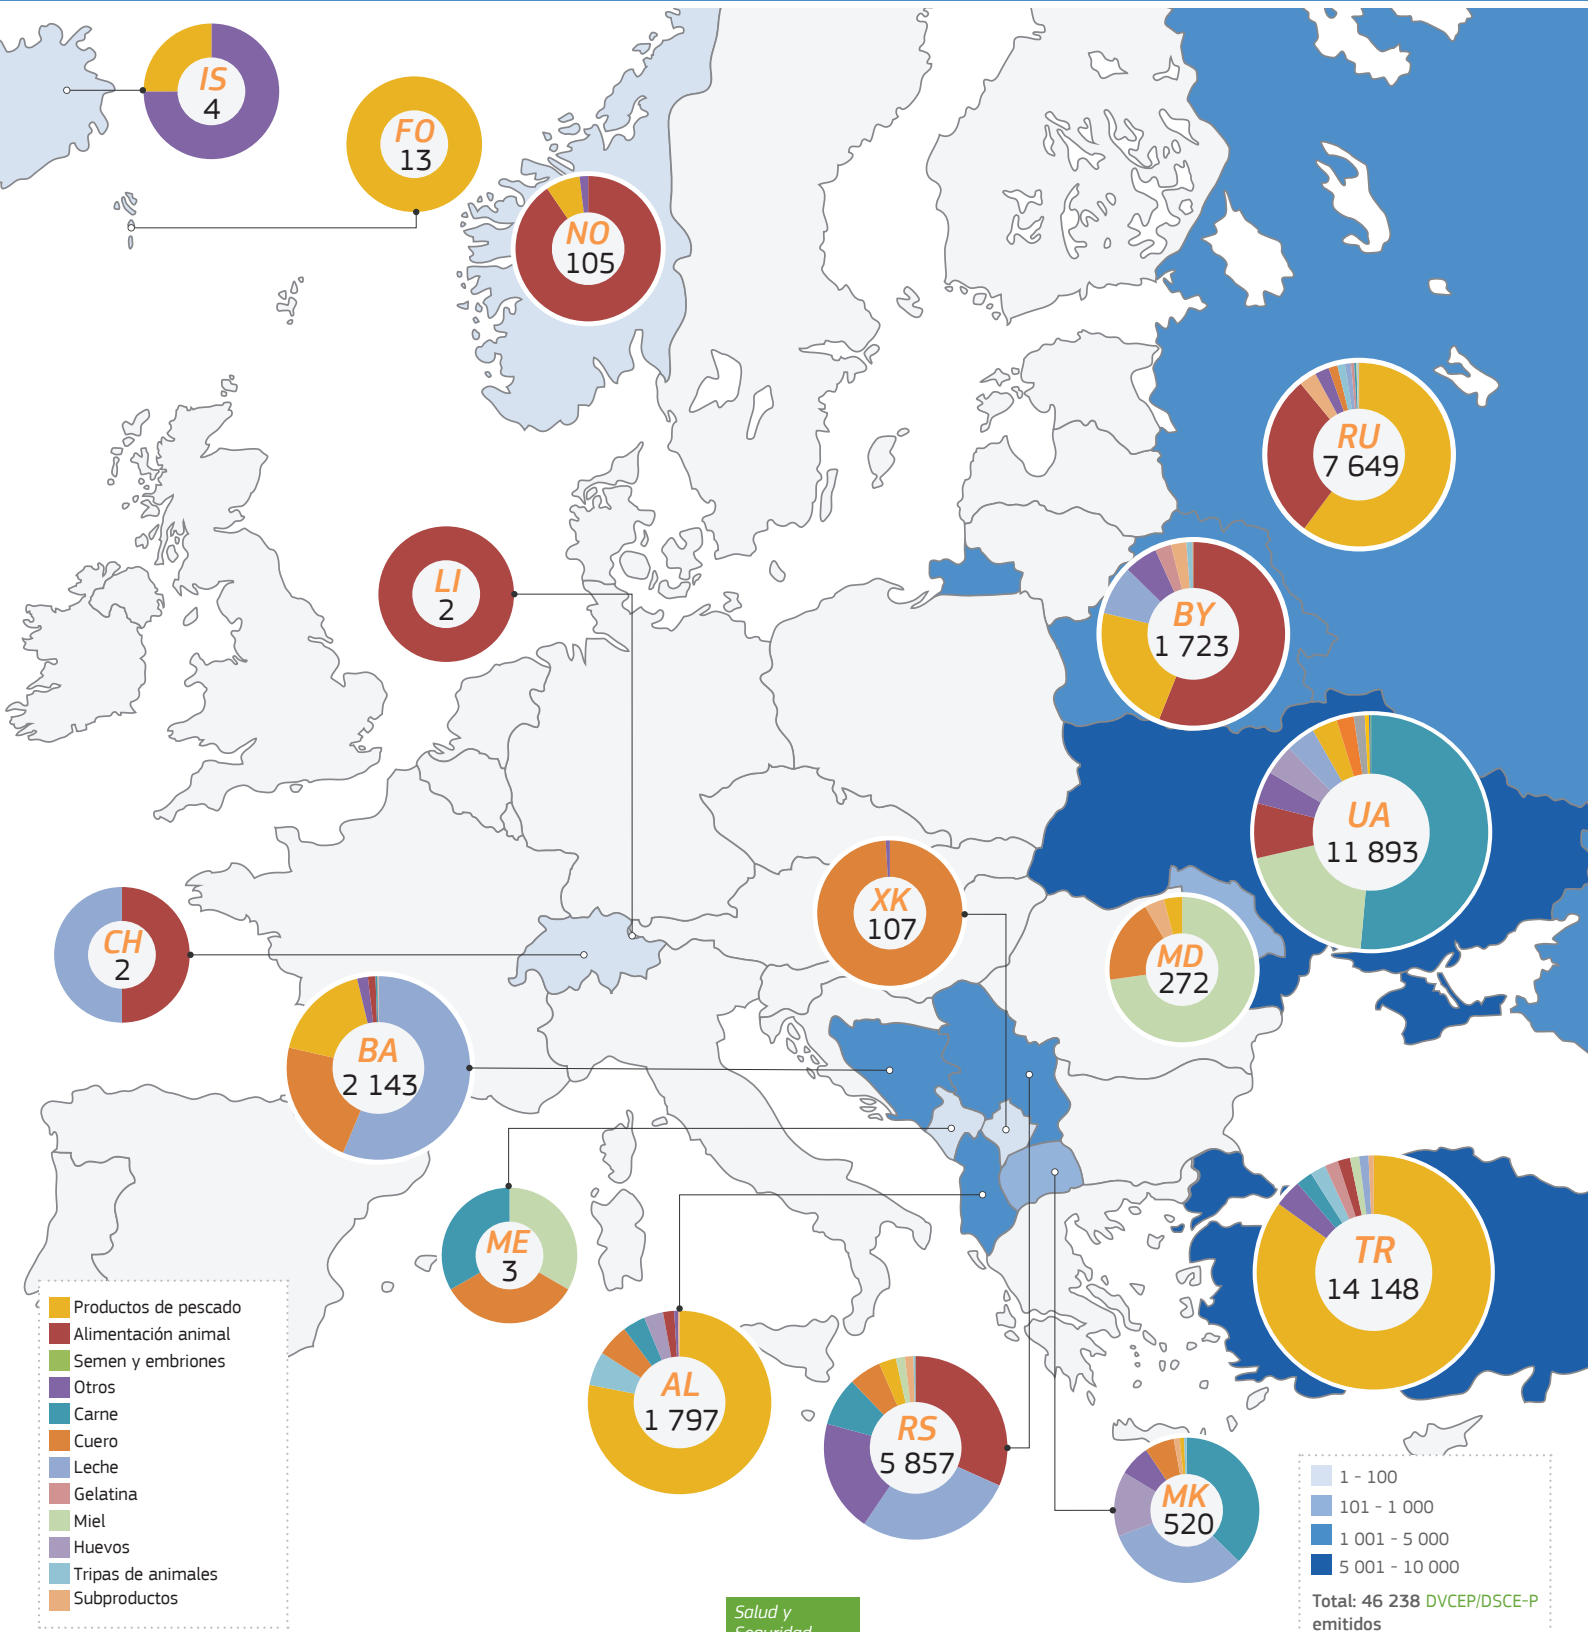 IS
4
FO
13
NO
105
RU
7 649
LI
2
BY
1 723
UA
11 893
XK
107
CH
2
MD
272
BA
2 143
ME
3
TR
14 148
AL
1 797
RS
5 857
MK
520
Productos de pescado
Alimentación animal
Semen y embriones
Otros
Carne
Cuero
Leche
Gelatina
Miel
Huevos
Tripas de animales
Subproductos
1 - 100
101 - 1 000
1 001 - 5 000
5 001 - 10 000
Total: 46 238 DVCEP/DSCE-P
emitidos
Salud y
Seguridad